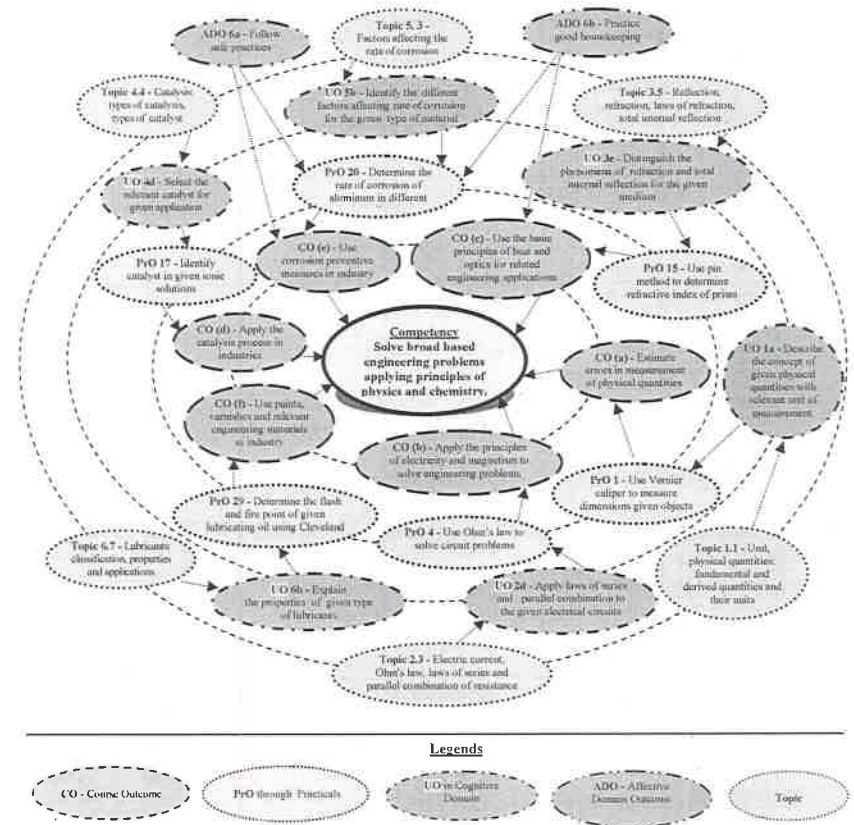 ADO 6a - Follow
safe practices
Topic 5, 3 -
Factors affecting the
rate of corrosion
ADO 6b - Practice
good housekeeping
Topic 4.4 - Catalysis,
types of catalysis,
types of catalyst
UO 5b - Identify the different
factors affecting rate of corrosion
for the given type of material
Topic 3.5 - Reflection,
refraction, laws of refraction,
total internal reflection
UO 4d - Select the
relevant catalyst for
given application
PrO 20 - Determine the
rate of corrosion of
aluminum in different
UO 3e - Distinguish the
phenomena of refraction and total
internal reflection for the given
medium
PrO 17 - Identify
catalyst in given ionic
solutions
CO (e) - Use
corrosion preventive
measures in industry
CO (c) - Use the basic
principles of heat and
optics for related
engineering applications
PrO 15 - Use pin
method to determine
refractive index of prism
CO (d) - Apply the
catalysis process in
industries
Competency
Solve broad based
engineering problems
applying principles of
physics and chemistry.
CO (a) - Estimate
errors in measurement
of physical quantities
UO 1a - Describe
the concept of
given physical
quantities with
relevant unit of
measurement
CO (f) - Use paints,
varnishes and relevant
engineering materials
in industry
CO (b) - Apply the principles
of electricity and magnetism to
solve engineering problems
PrO 29 - Determine the flash
and fire point of given
lubricating oil using Cleveland
PrO 4 - Use Ohm's law to
solve circuit problems
PrO 1 - Use Vernier
caliper to measure
dimensions given objects
Topic 6.7 - Lubricants:
classification, properties
and applications
UO 6h - Explain
the properties of given type
of lubricants
UO 2d - Apply laws of series
and parallel combination to
the given electrical circuits
Topic 1.1 - Unit,
physical quantities:
fundamental and
derived quantities and
their units
Topic 2.3 - Electric current,
Ohm's law, laws of series and
parallel combination of resistance
Legends
CO - Course Outcome
PrO through Practicals
UO in Cognitive
Domain
ADO - Affective
Domain Outcome
Topic